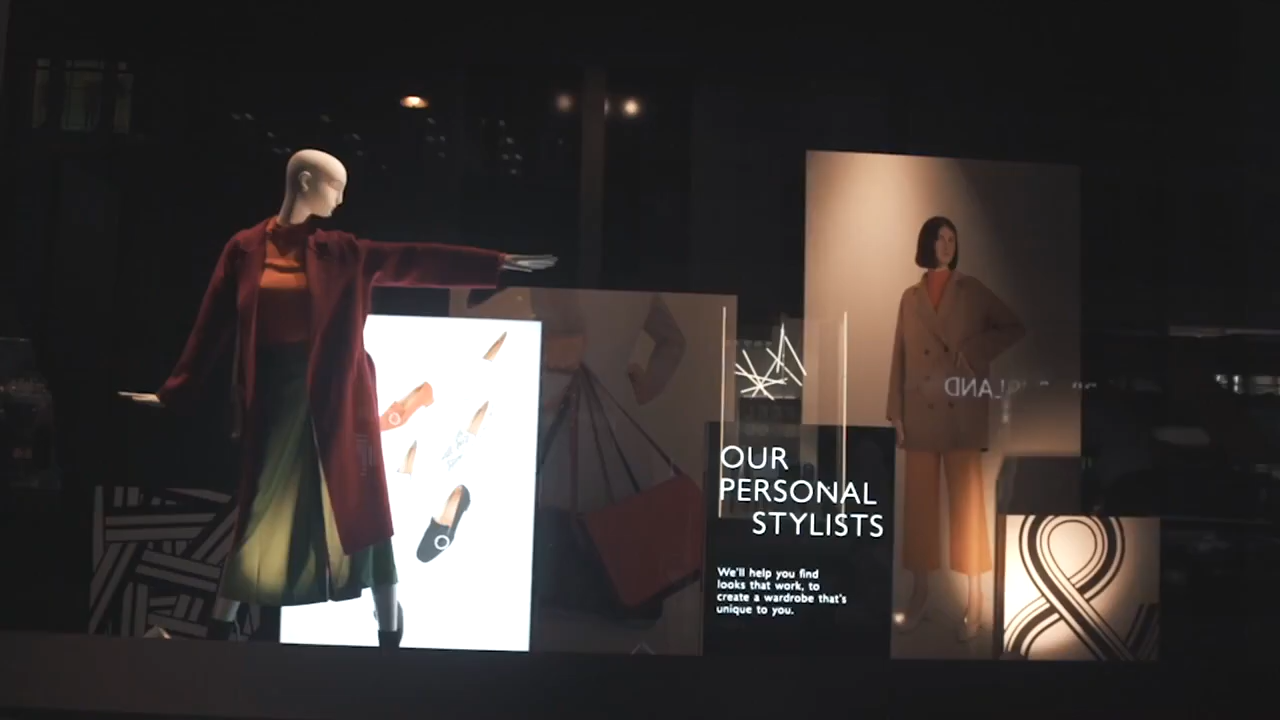 OUR
PERSONAL
STYLISTS
We'll help you find
looks that work, to
create a wardrobe that's
unique to you.
&